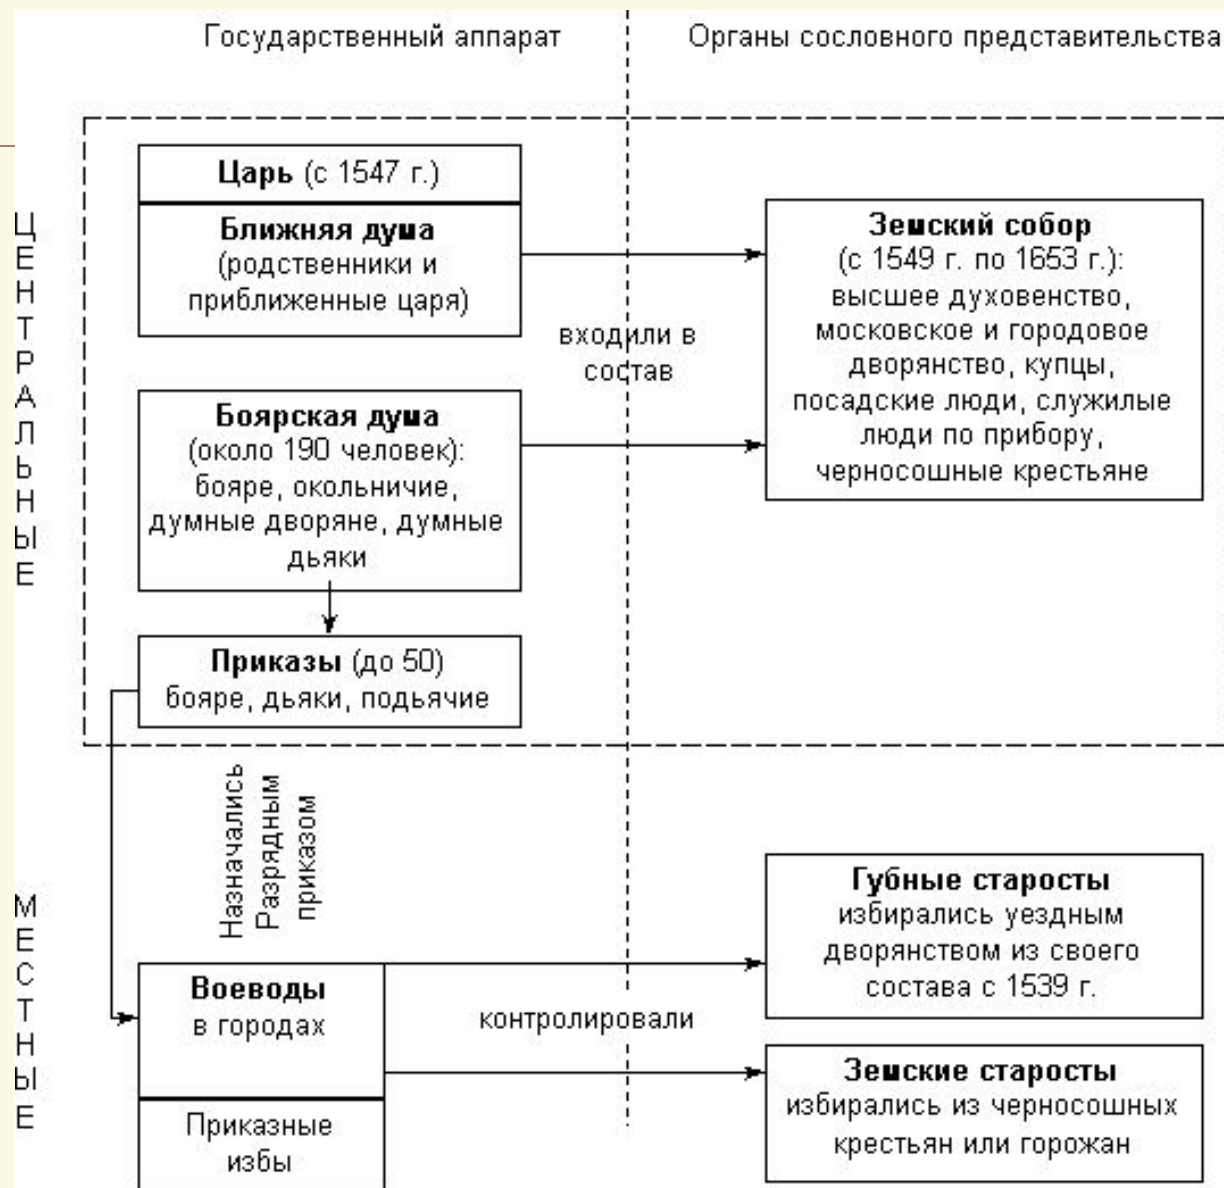 Государственный аппарат
Органы сословного представительства
ЦЕНТРАЛЬНЫЕ
Царь (с 1547 г.)
Ближняя дума
(родственники и
приближенные царя)
входили в
состав
Земский собор
(с 1549 г. по 1653 г.):
высшее духовенство,
московское и городовое
дворянство, купцы,
посадские люди, служилые
люди по прибору,
черносошные крестьяне
Боярская дума
(около 190 человек):
бояре, окольничие,
думные дворяне, думные
дьяки
Приказы (до 50)
бояре, дьяки, подьячие
Назначались
Разрядным
приказом
МЕСТНЫЕ
Воеводы
в городах
Приказные
избы
контролировали
Губные старосты
избирались уездным
дворянством из своего
состава с 1539 г.
Земские старосты
избирались из черносошных
крестьян или горожан